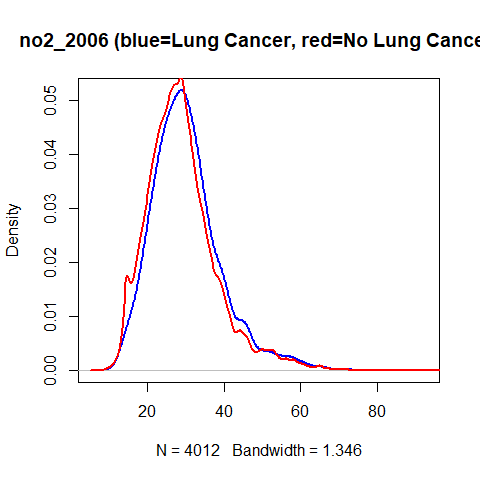 no2_2006 (blue=Lung Cancer, red=No Lung Cance
Density
0.05
0.04
0.03
0.02
0.01
0.00
20 40 60 80
N = 4012 Bandwidth = 1.346